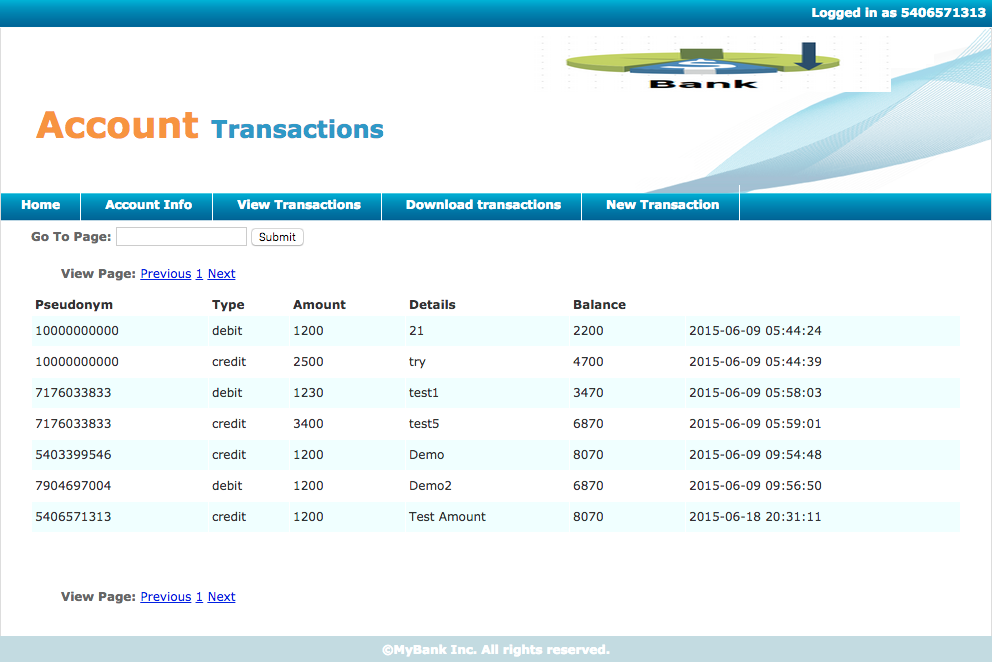 Logged in as 5406571313
Bank
Account Transactions
Home Account Info View Transactions Download transactions New Transaction
Go To Page: Submit
View Page: Previous 1 Next
Pseudonym Type Amount Details Balance
10000000000 debit 1200 21 2200 2015-06-09 05:44:24
10000000000 credit 2500 try 4700 2015-06-09 05:44:39
7176033833 debit 1230 test1 3470 2015-06-09 05:58:03
7176033833 credit 3400 test5 6870 2015-06-09 05:59:01
5403399546 credit 1200 Demo 8070 2015-06-09 09:54:48
7904697004 debit 1200 Demo2 6870 2015-06-09 09:56:50
5406571313 credit 1200 Test Amount 8070 2015-06-18 20:31:11
View Page: Previous 1 Next
©MyBank Inc. All rights reserved.